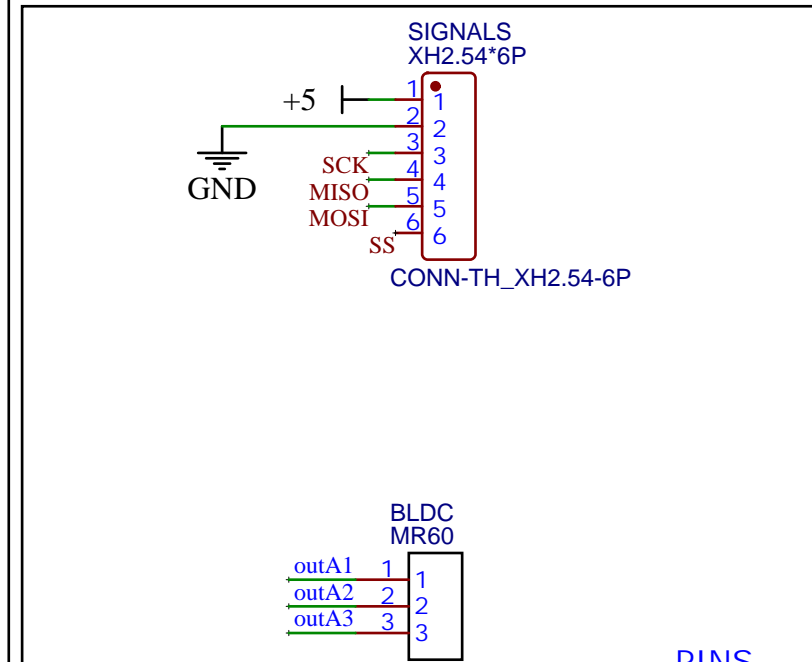 SIGNALS
XH2.54*6P
+5
1 1
2 2
GND
3 3
SCK
4 4
MISO
5 5
MOSI
6 6
SS
CONN-TH_XH2.54-6P
BLDC
MR60
outA1 1 1
outA2 2 2
outA3 3 3
PINS